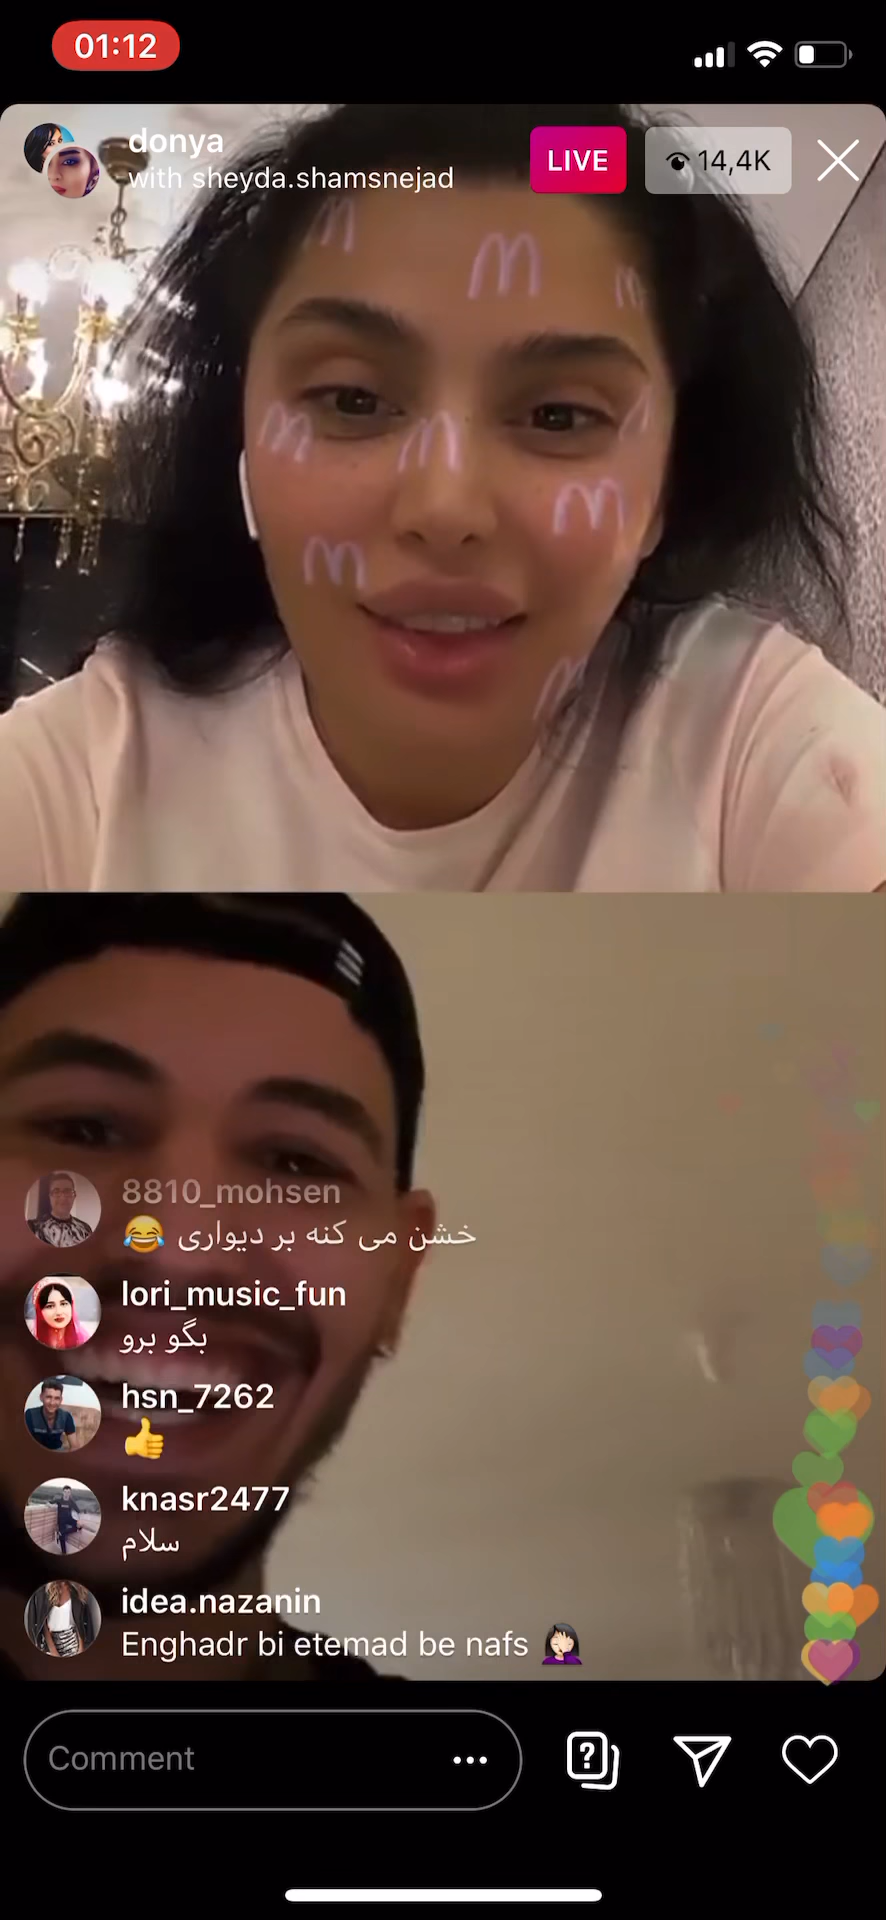 01:12
donya
with sheyda.shamsnejad
LIVE
14,4K
8810_mohsen
خشن می کنه بر دیواری 😂
lori_music_fun
بگو برو
hsn_7262
👍
knasr2477
سلام
idea.nazanin
Enghadr bi etemad be nafs 🤦🏻‍♀️
Comment